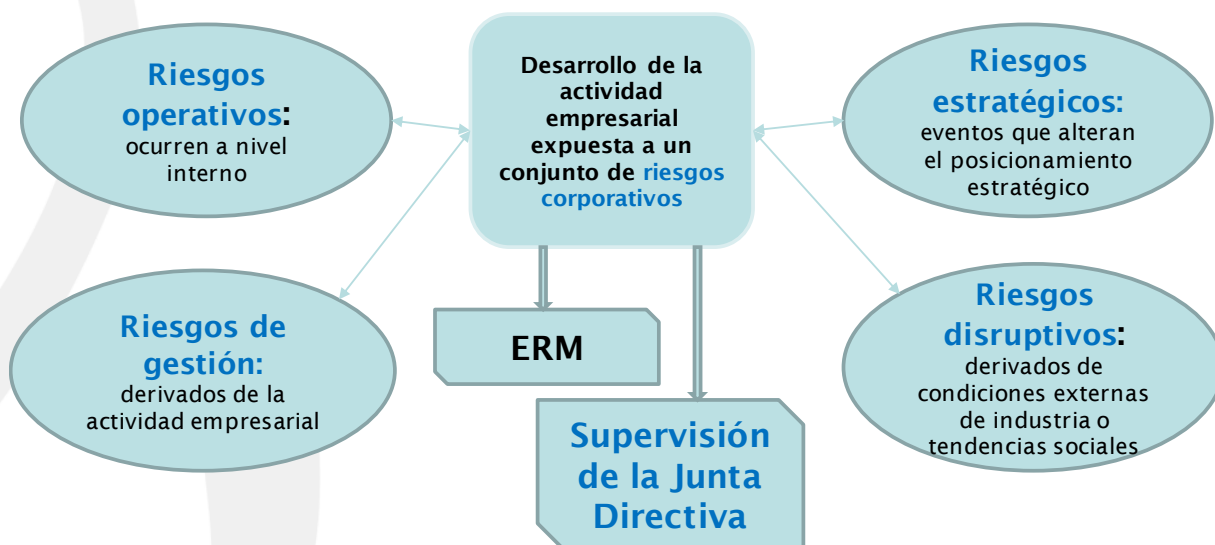 Riesgos
operativos:
ocurren a nivel
interno
Desarrollo de la
actividad
empresarial
expuesta a un
conjunto de riesgos
corporativos
Riesgos
estratégicos:
eventos que alteran
el posicionamiento
estratégico
Riesgos de
gestión:
derivados de la
actividad empresarial
ERM
Supervisión
de la Junta
Directiva
Riesgos
disruptivos:
derivados de
condiciones externas
de industria o
tendencias sociales